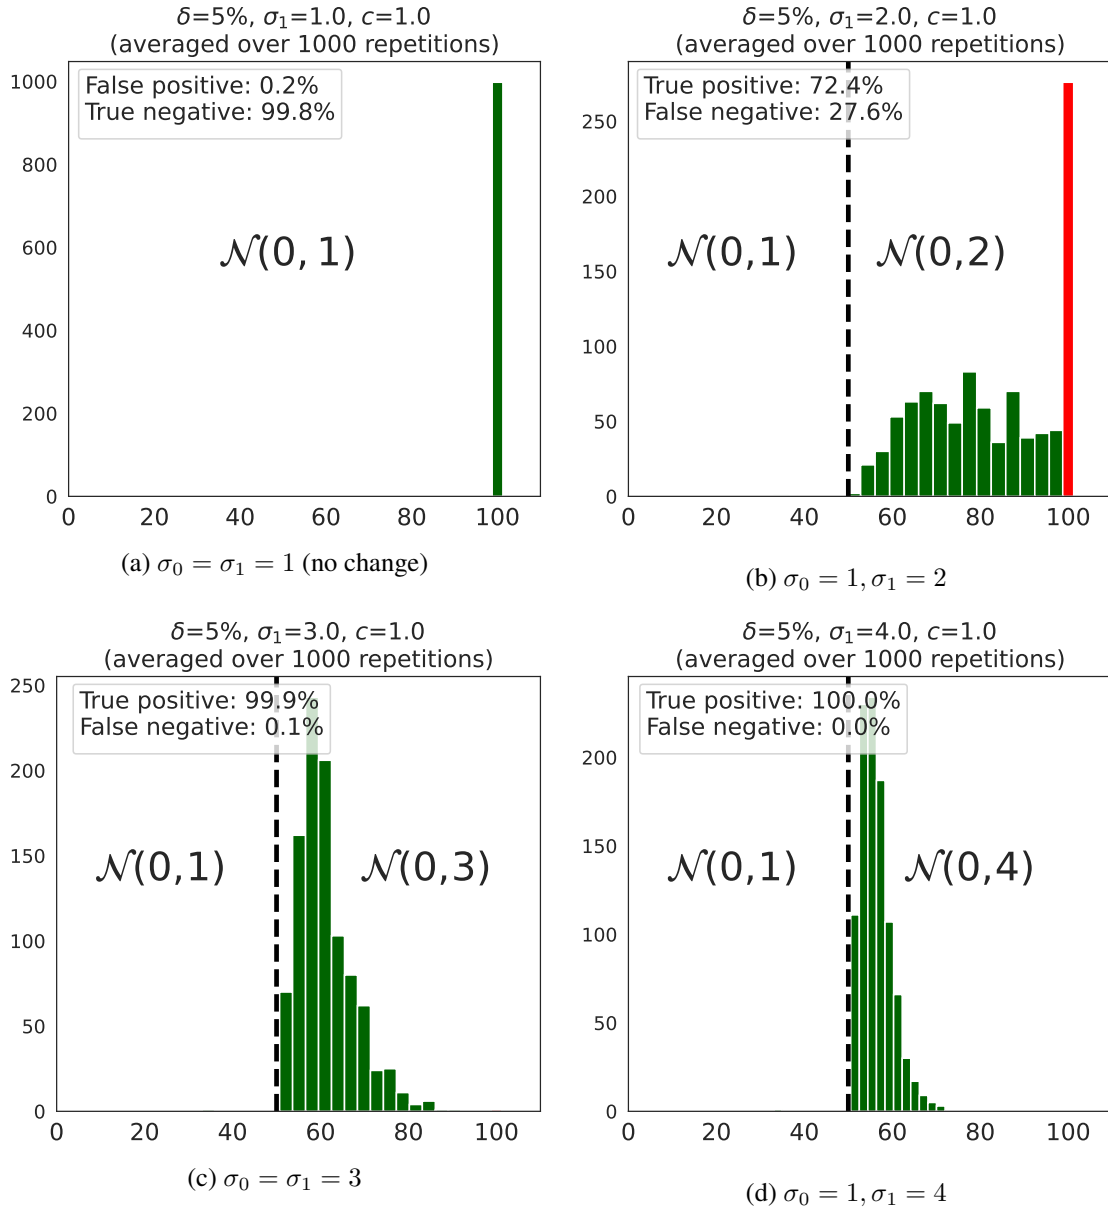 δ=5%, σ₁=1.0, c=1.0
(averaged over 1000 repetitions)
False positive: 0.2%
True negative: 99.8%
1000
800
600
400
200
0
𝒩(0, 1)
0 20 40 60 80 100
(a) σ₀ = σ₁ = 1 (no change)
δ=5%, σ₁=2.0, c=1.0
(averaged over 1000 repetitions)
True positive: 72.4%
False negative: 27.6%
250
200
150
100
50
0
𝒩(0,1) 𝒩(0,2)
0 20 40 60 80 100
(b) σ₀ = 1, σ₁ = 2
δ=5%, σ₁=3.0, c=1.0
(averaged over 1000 repetitions)
True positive: 99.9%
False negative: 0.1%
250
200
150
100
50
0
𝒩(0,1) 𝒩(0,3)
0 20 40 60 80 100
(c) σ₀ = σ₁ = 3
δ=5%, σ₁=4.0, c=1.0
(averaged over 1000 repetitions)
True positive: 100.0%
False negative: 0.0%
200
150
100
50
0
𝒩(0,1) 𝒩(0,4)
0 20 40 60 80 100
(d) σ₀ = 1, σ₁ = 4